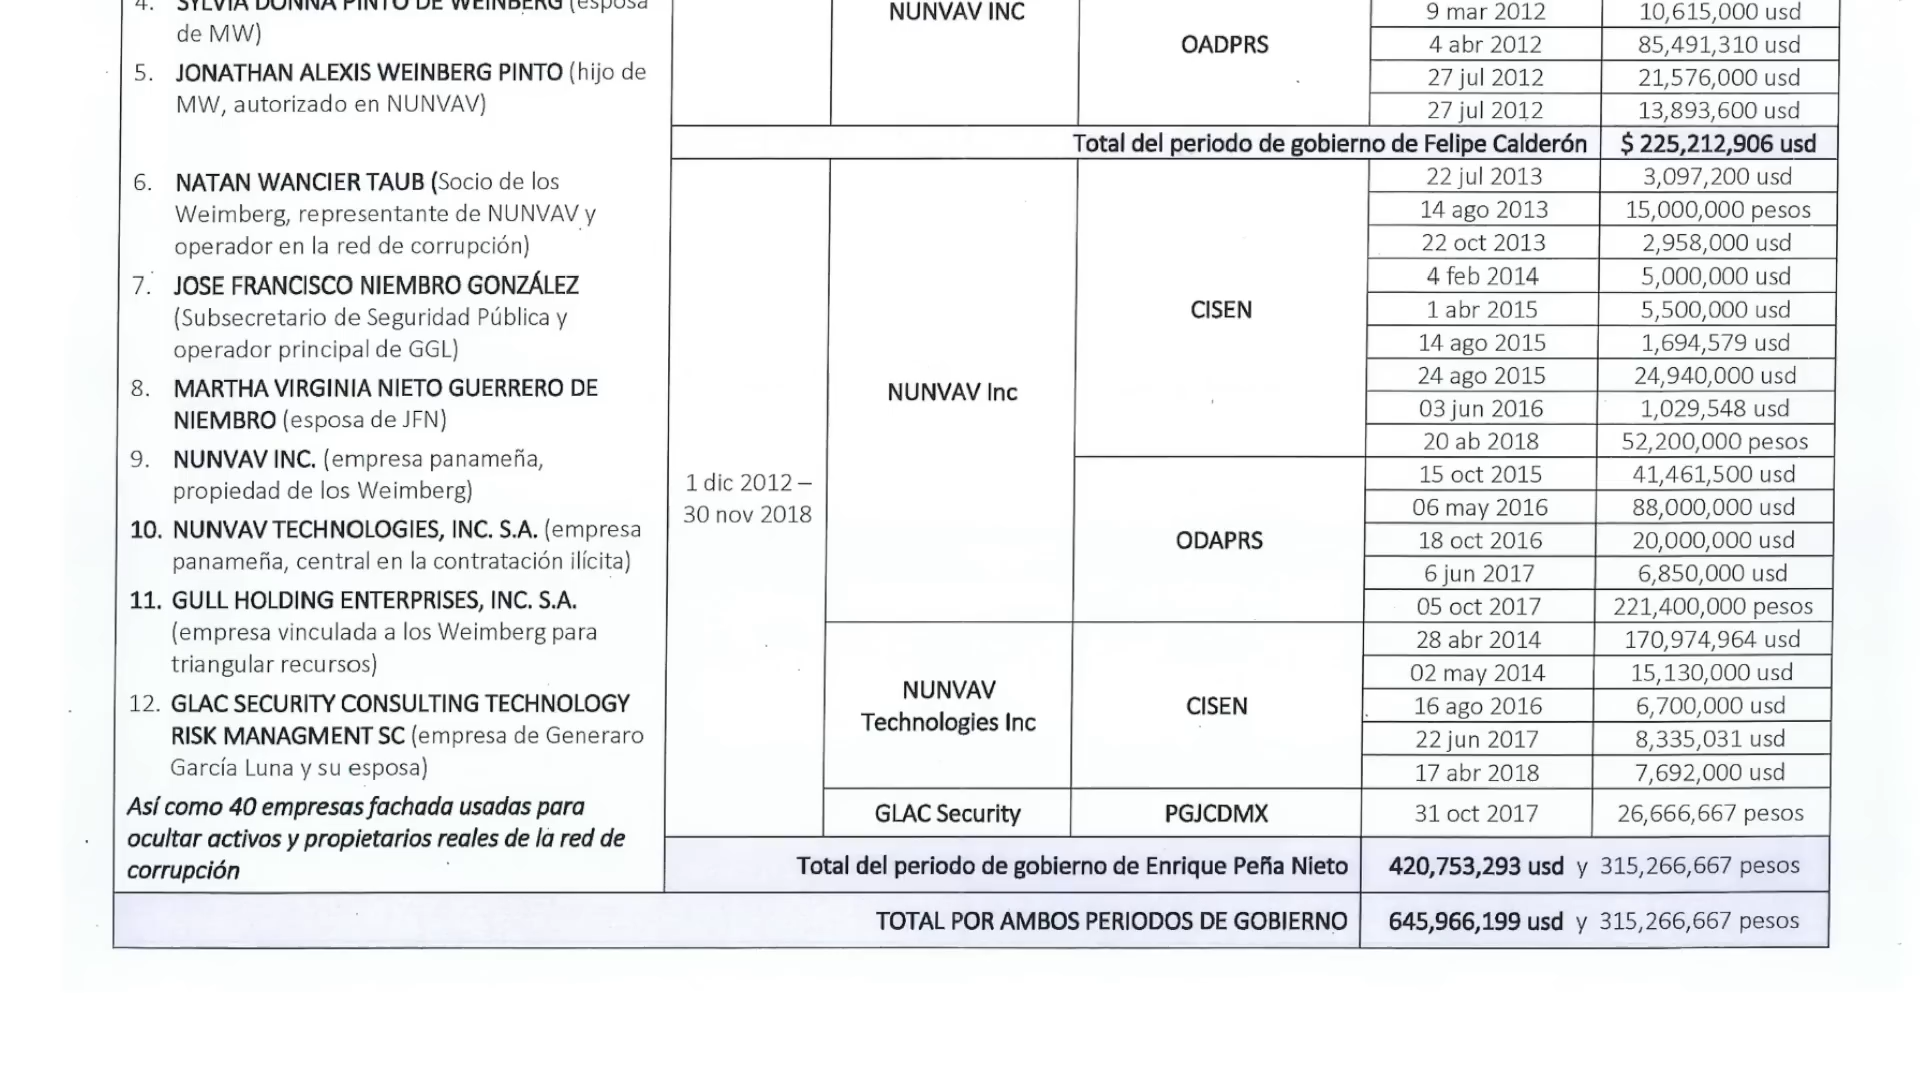 4. SYLVIA DONNA PINTO DE WEINBERG (esposa
de MW)
5. JONATHAN ALEXIS WEINBERG PINTO (hijo de
MW, autorizado en NUNVAV)
6. NATAN WANCIER TAUB (Socio de los
Weimberg, representante de NUNVAV y
operador en la red de corrupción)
7. JOSE FRANCISCO NIEMBRO GONZÁLEZ
(Subsecretario de Seguridad Pública y
operador principal de GGL)
8. MARTHA VIRGINIA NIETO GUERRERO DE
NIEMBRO (esposa de JFN)
9. NUNVAV INC. (empresa panameña,
propiedad de los Weimberg)
10. NUNVAV TECHNOLOGIES, INC. S.A. (empresa
panameña, central en la contratación ilícita)
11. GULL HOLDING ENTERPRISES, INC. S.A.
(empresa vinculada a los Weimberg para
triangular recursos)
12. GLAC SECURITY CONSULTING TECHNOLOGY
RISK MANAGMENT SC (empresa de Generaro
García Luna y su esposa)
Así como 40 empresas fachada usadas para
ocultar activos y propietarios reales de la red de
corrupción
NUNVAV INC
OADPRS
9 mar 2012 10,615,000 usd
4 abr 2012 85,491,310 usd
27 jul 2012 21,576,000 usd
27 jul 2012 13,893,600 usd
Total del periodo de gobierno de Felipe Calderón $ 225,212,906 usd
1 dic 2012 –
30 nov 2018
NUNVAV Inc
CISEN
22 jul 2013 3,097,200 usd
14 ago 2013 15,000,000 pesos
22 oct 2013 2,958,000 usd
4 feb 2014 5,000,000 usd
1 abr 2015 5,500,000 usd
14 ago 2015 1,694,579 usd
24 ago 2015 24,940,000 usd
03 jun 2016 1,029,548 usd
20 ab 2018 52,200,000 pesos
ODAPRS
15 oct 2015 41,461,500 usd
06 may 2016 88,000,000 usd
18 oct 2016 20,000,000 usd
6 jun 2017 6,850,000 usd
05 oct 2017 221,400,000 pesos
NUNVAV
Technologies Inc
CISEN
28 abr 2014 170,974,964 usd
02 may 2014 15,130,000 usd
16 ago 2016 6,700,000 usd
22 jun 2017 8,335,031 usd
17 abr 2018 7,692,000 usd
GLAC Security PGJCDMX 31 oct 2017 26,666,667 pesos
Total del periodo de gobierno de Enrique Peña Nieto 420,753,293 usd y 315,266,667 pesos
TOTAL POR AMBOS PERIODOS DE GOBIERNO 645,966,199 usd y 315,266,667 pesos